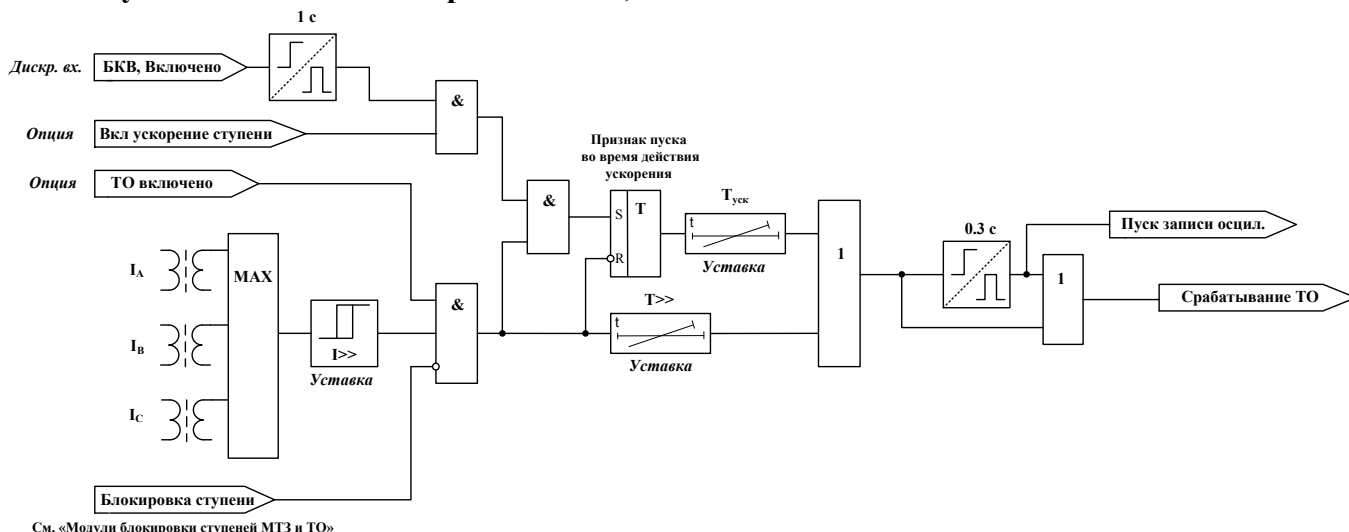 1 с
Дискр. вх.
БКВ, Включено
&
Опция
Вкл ускорение ступени
Признак пуска
во время действия
ускорения
Опция
ТО включено
&
S
T
R
Tуск
t
Уставка
1
0.3 с
Пуск записи осцил.
1
Срабатывание ТО
IA
MAX
IB
I>>
Уставка
&
T>>
t
Уставка
IC
Блокировка ступени
См. «Модули блокировки ступеней МТЗ и ТО»